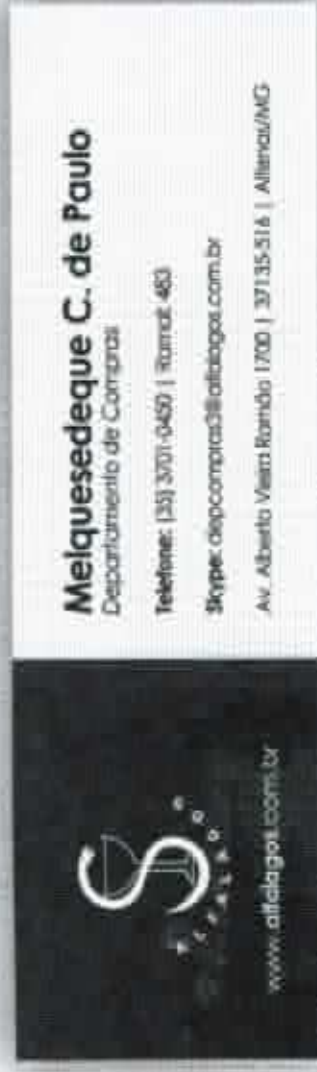 Melquesedeque C. de Paulo
Departamento de Compras
Telefone: (35) 3701-0450 | Ramal: 483
Skype: depcompras3@alfalagos.com.br
Av. Alberto Vieira Romão 1700 | 37135-516 | Alfenas/MG
www.alfalagos.com.br